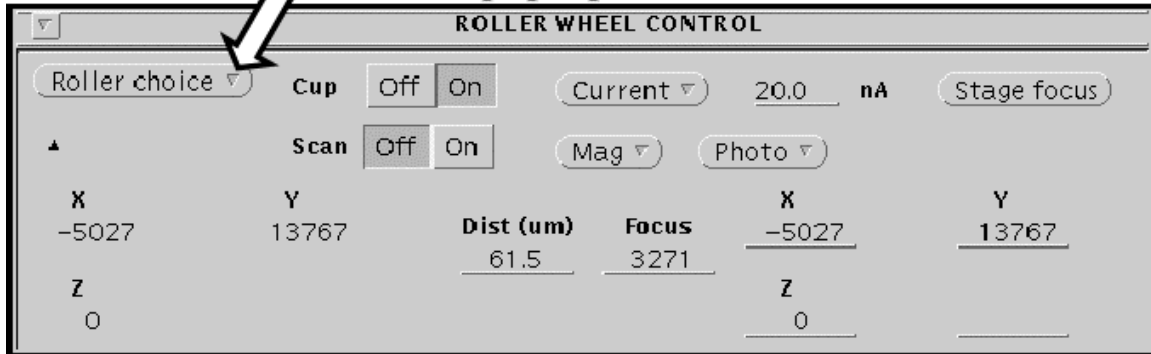 ROLLER WHEEL CONTROL
Roller choice Cup Off On Current 20.0 nA Stage focus
Scan Off On Mag Photo
X Y X Y
-5027 13767 Dist (um) Focus -5027 13767
61.5 3271
Z Z
0 0